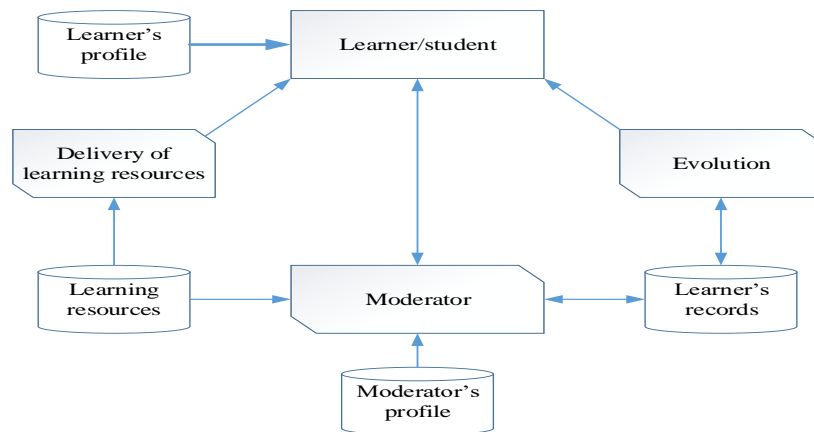 Learner's
profile
Learner/student
Delivery of
learning resources
Evolution
Learning
resources
Moderator
Learner's
records
Moderator's
profile